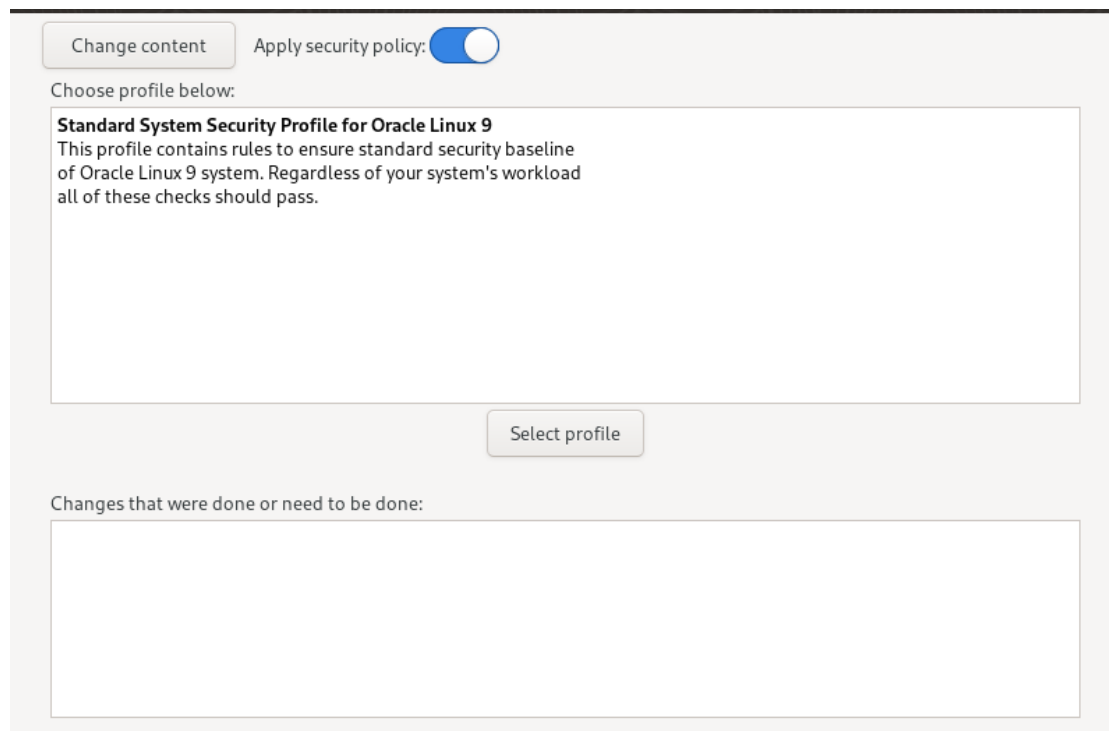 Change content
Apply security policy:
Choose profile below:
Standard System Security Profile for Oracle Linux 9
This profile contains rules to ensure standard security baseline
of Oracle Linux 9 system. Regardless of your system's workload
all of these checks should pass.
Select profile
Changes that were done or need to be done: